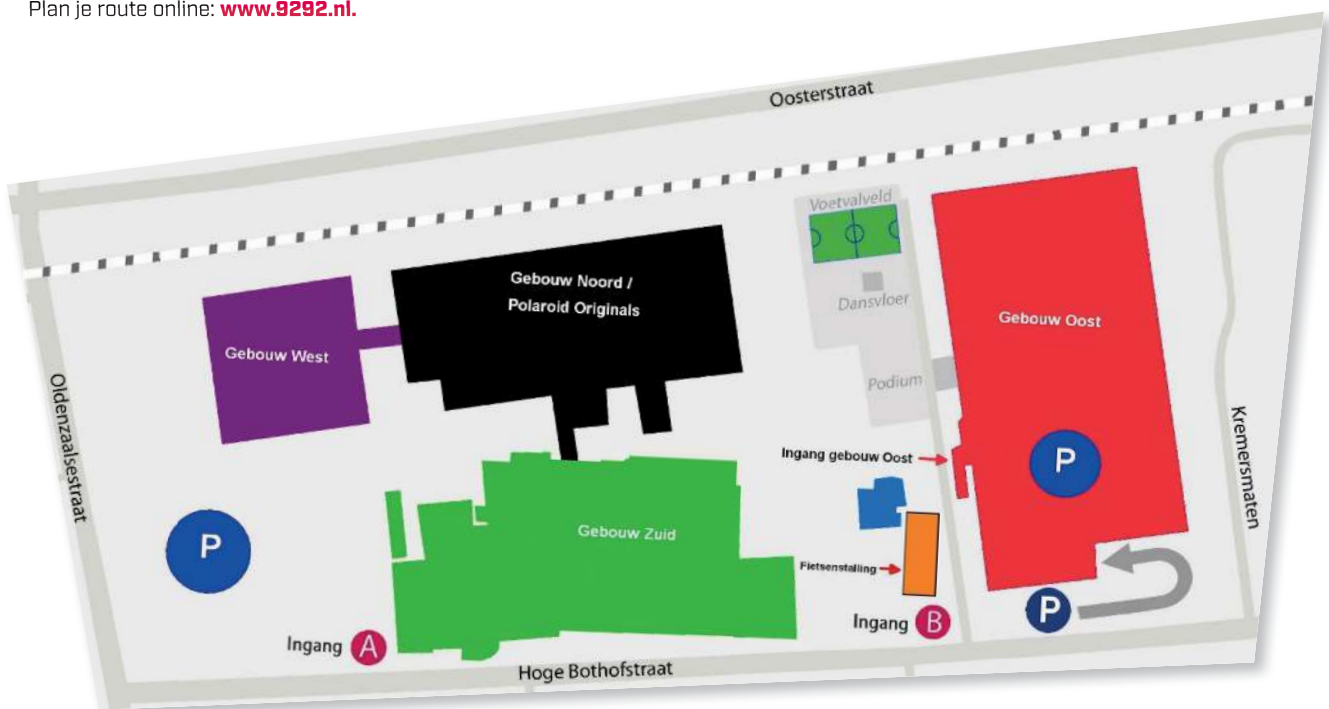 Plan je route online: www.9292.nl.
Oosterstraat
Voetvalveld
Gebouw Noord /
Polaroid Originals
Dansvloer
Gebouw Oost
Gebouw West
Podium
Oldenzaalsestraat
Kremersmaten
Ingang gebouw Oost
P
P
Gebouw Zuid
Fietsenstalling
P
Ingang B
Ingang A
Hoge Bothofstraat